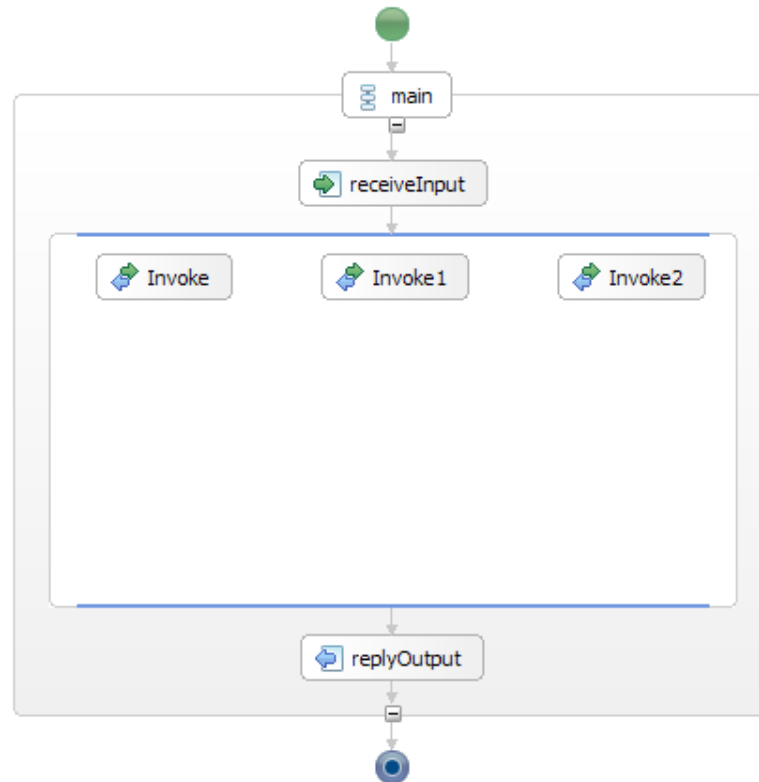 main
receiveInput
Invoke
Invoke1
Invoke2
replyOutput